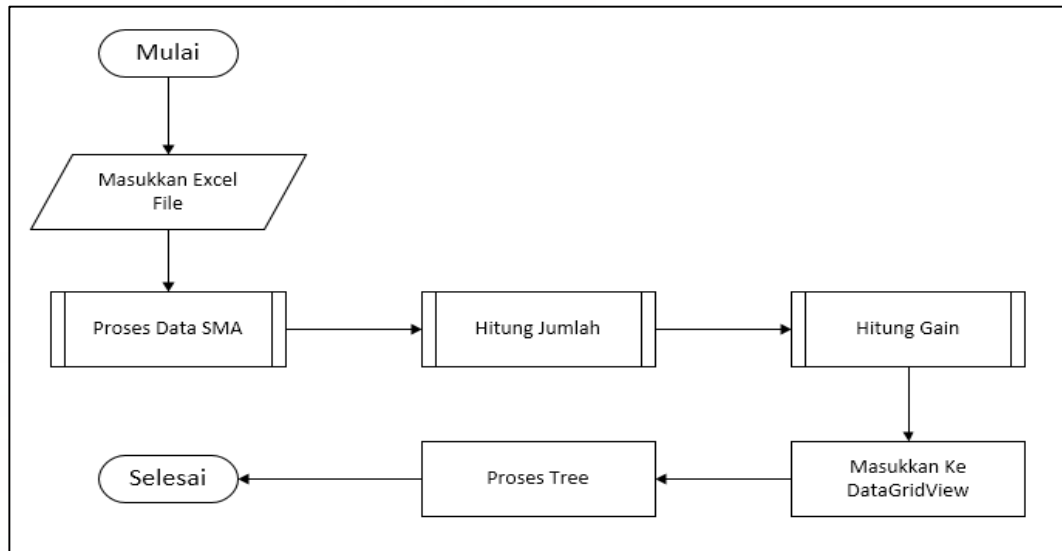 Mulai
Masukkan Excel
File
Proses Data SMA
Hitung Jumlah
Hitung Gain
Masukkan Ke
DataGridView
Proses Tree
Selesai